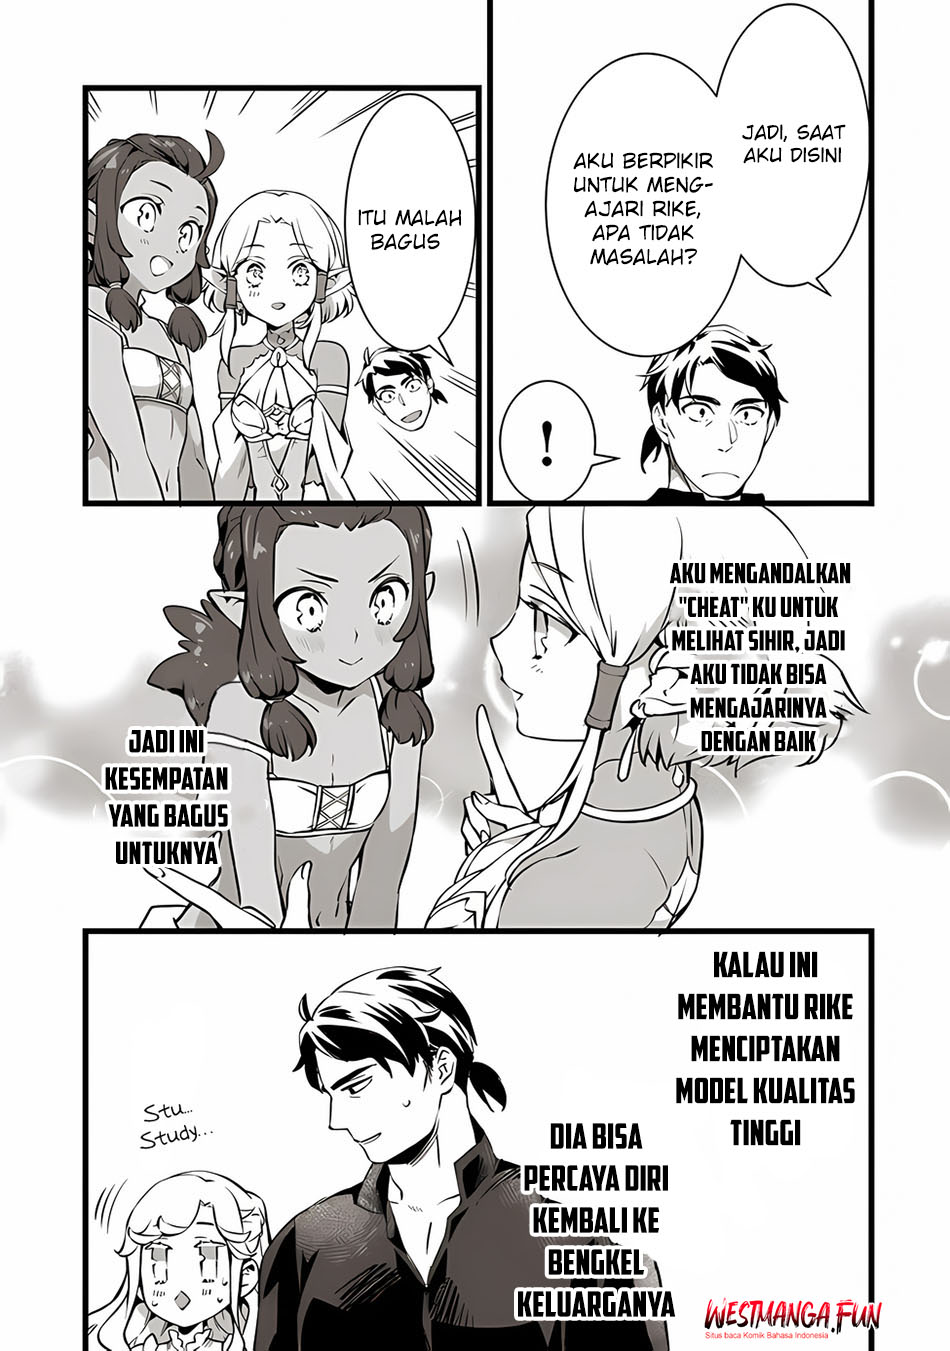 JADI, SAAT
AKU DISINI
AKU BERPIKIR
UNTUK MENG-
AJARI RIKE,
APA TIDAK
MASALAH?
!
ITU MALAH
BAGUS
AKU MENGANDALKAN
"CHEAT" KU UNTUK
MELIHAT SIHIR, JADI
AKU TIDAK BISA
MENGAJARINYA
DENGAN BAIK
JADI INI
KESEMPATAN
YANG BAGUS
UNTUKNYA
KALAU INI
MEMBANTU RIKE
MENCIPTAKAN
MODEL KUALITAS
TINGGI
DIA BISA
PERCAYA DIRI
KEMBALI KE
BENGKEL
KELUARGANYA
Stu...
Study...
WESTMANGA.FUN
Situs baca Komik Bahasa Indonesia